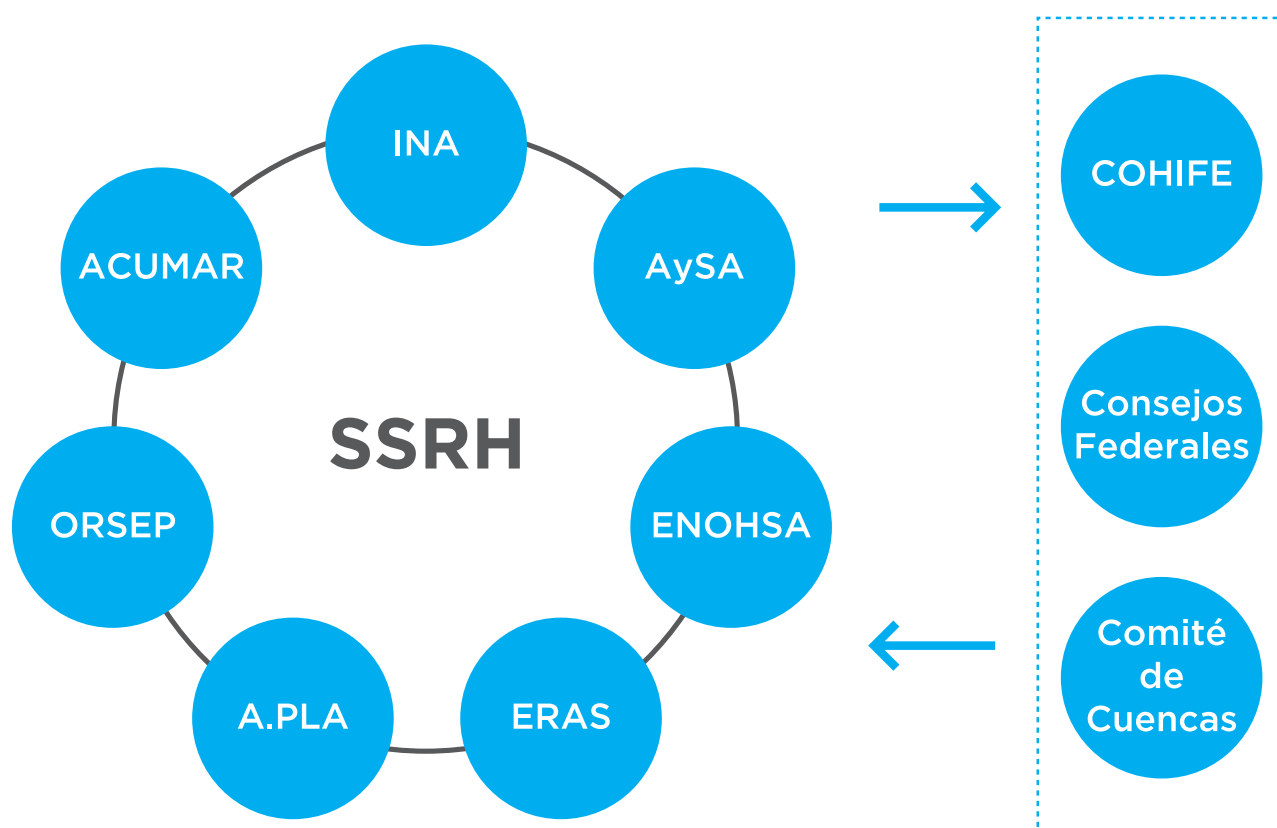 INA
ACUMAR
AySA
SSRH
ORSEP
ENOHSA
A.PLA
ERAS
COHIFE
Consejos
Federales
Comité
de
Cuencas